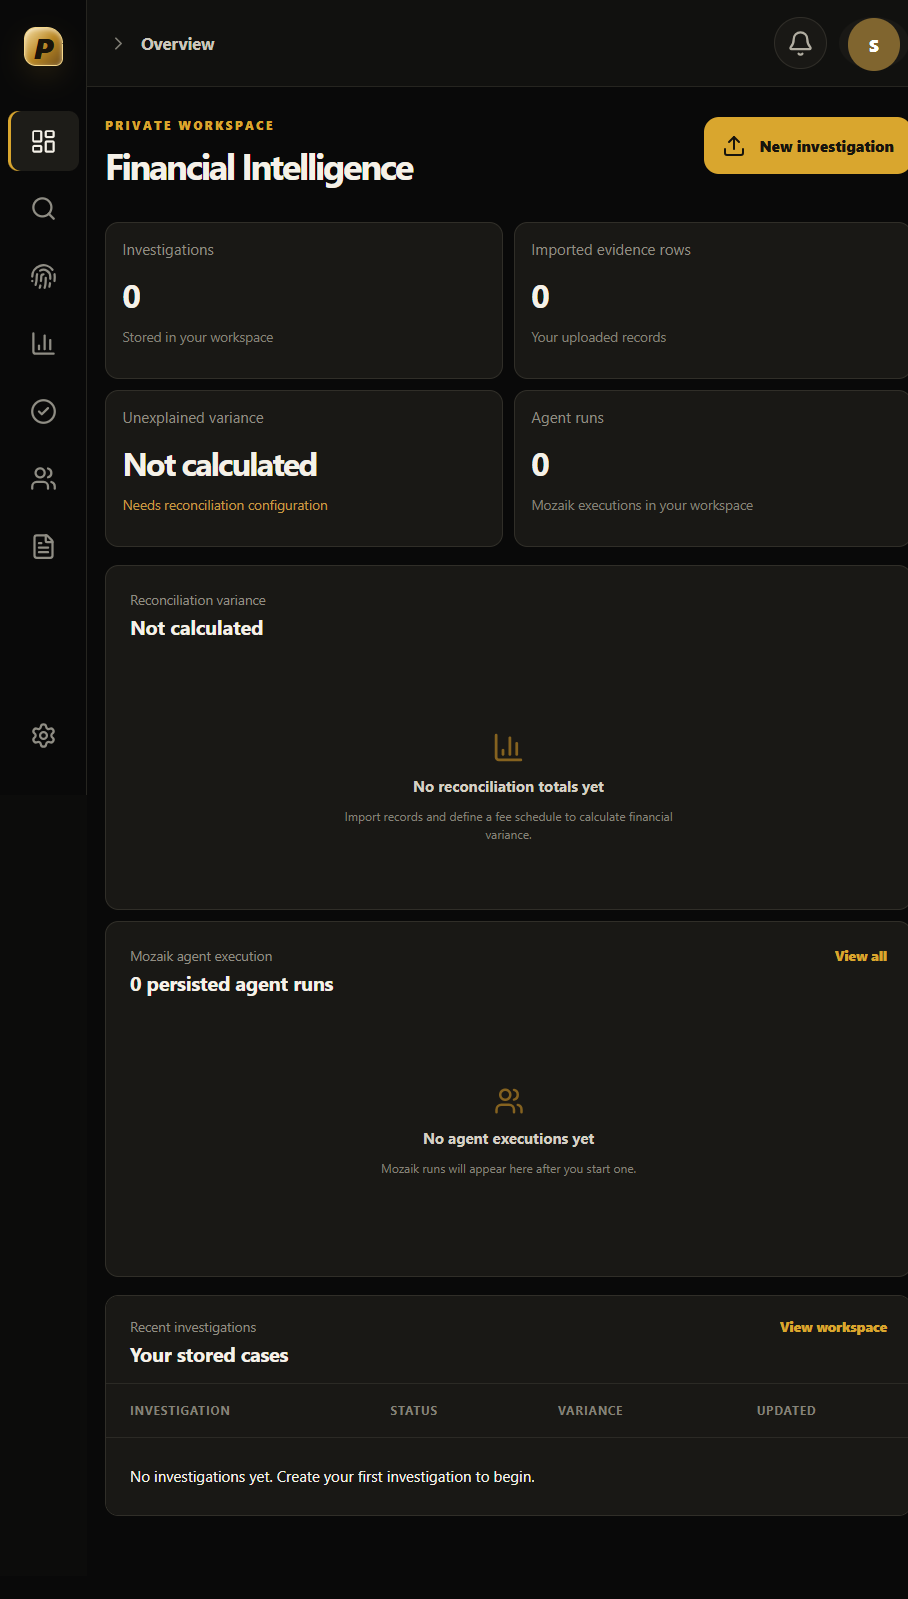 P
Overview
S
PRIVATE WORKSPACE
Financial Intelligence
New investigation
Investigations
0
Stored in your workspace
Imported evidence rows
0
Your uploaded records
Unexplained variance
Not calculated
Needs reconciliation configuration
Agent runs
0
Mozaik executions in your workspace
Reconciliation variance
Not calculated
No reconciliation totals yet
Import records and define a fee schedule to calculate financial
variance.
Mozaik agent execution
View all
0 persisted agent runs
No agent executions yet
Mozaik runs will appear here after you start one.
Recent investigations
View workspace
Your stored cases
INVESTIGATION STATUS VARIANCE UPDATED
No investigations yet. Create your first investigation to begin.